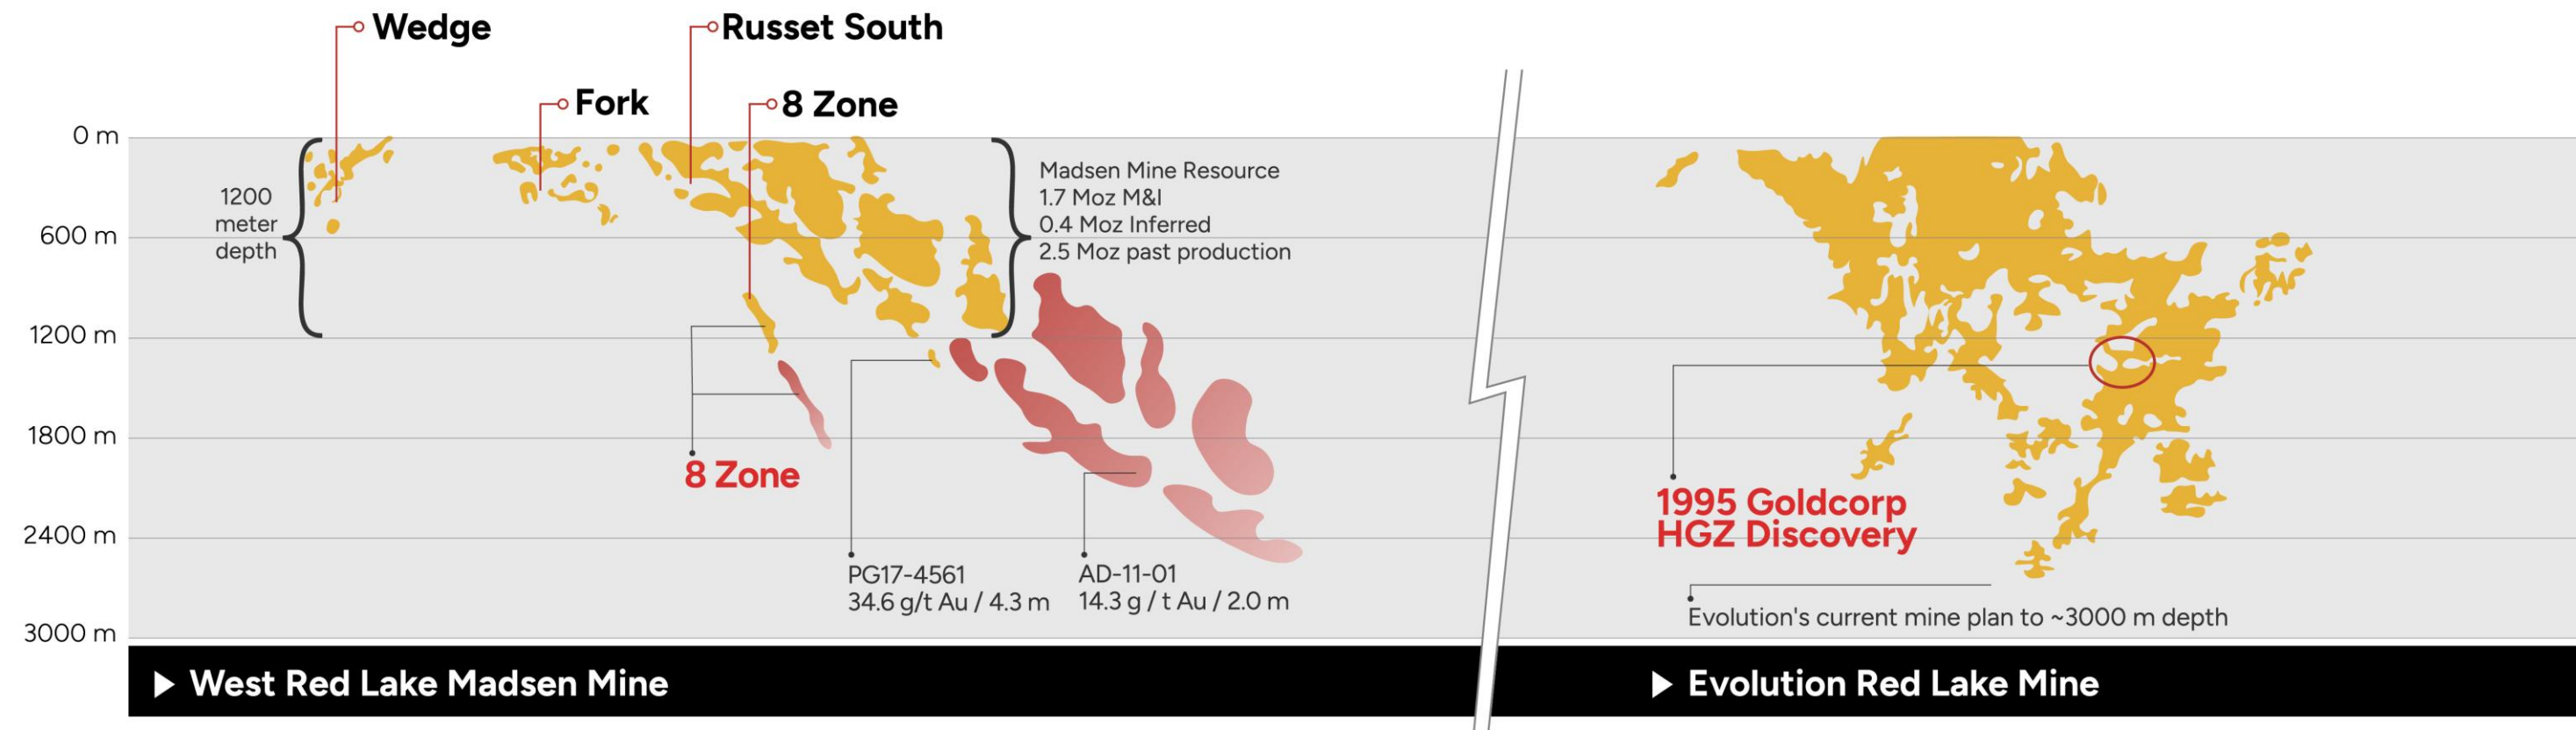 Wedge
Russet South
Fork
8 Zone
0 m
600 m
1200 m
1800 m
2400 m
3000 m
1200
meter
depth
Madsen Mine Resource
1.7 Moz M&I
0.4 Moz Inferred
2.5 Moz past production
8 Zone
PG17-4561
34.6 g/t Au / 4.3 m
AD-11-01
14.3 g / t Au / 2.0 m
1995 Goldcorp
HGZ Discovery
Evolution's current mine plan to ~3000 m depth
West Red Lake Madsen Mine
Evolution Red Lake Mine